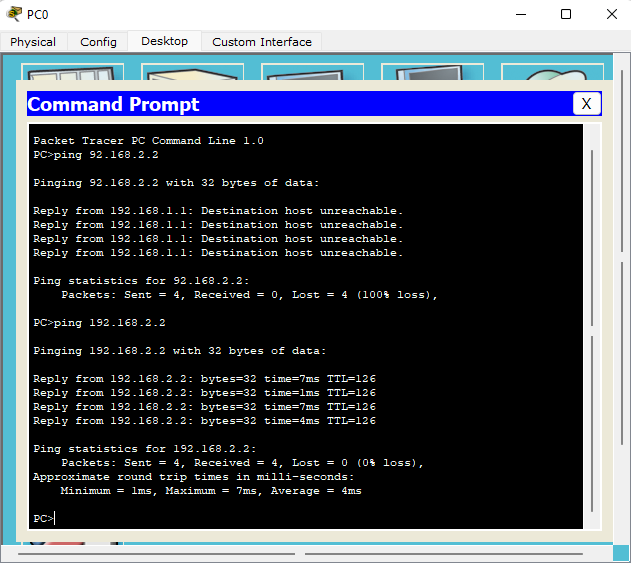 PC0
Physical Config Desktop Custom Interface
Command Prompt X
Packet Tracer PC Command Line 1.0
PC>ping 92.168.2.2
Pinging 92.168.2.2 with 32 bytes of data:
Reply from 192.168.1.1: Destination host unreachable.
Reply from 192.168.1.1: Destination host unreachable.
Reply from 192.168.1.1: Destination host unreachable.
Reply from 192.168.1.1: Destination host unreachable.
Ping statistics for 92.168.2.2:
Packets: Sent = 4, Received = 0, Lost = 4 (100% loss),
PC>ping 192.168.2.2
Pinging 192.168.2.2 with 32 bytes of data:
Reply from 192.168.2.2: bytes=32 time=7ms TTL=126
Reply from 192.168.2.2: bytes=32 time=1ms TTL=126
Reply from 192.168.2.2: bytes=32 time=7ms TTL=126
Reply from 192.168.2.2: bytes=32 time=4ms TTL=126
Ping statistics for 192.168.2.2:
Packets: Sent = 4, Received = 4, Lost = 0 (0% loss),
Approximate round trip times in milli-seconds:
Minimum = 1ms, Maximum = 7ms, Average = 4ms
PC>